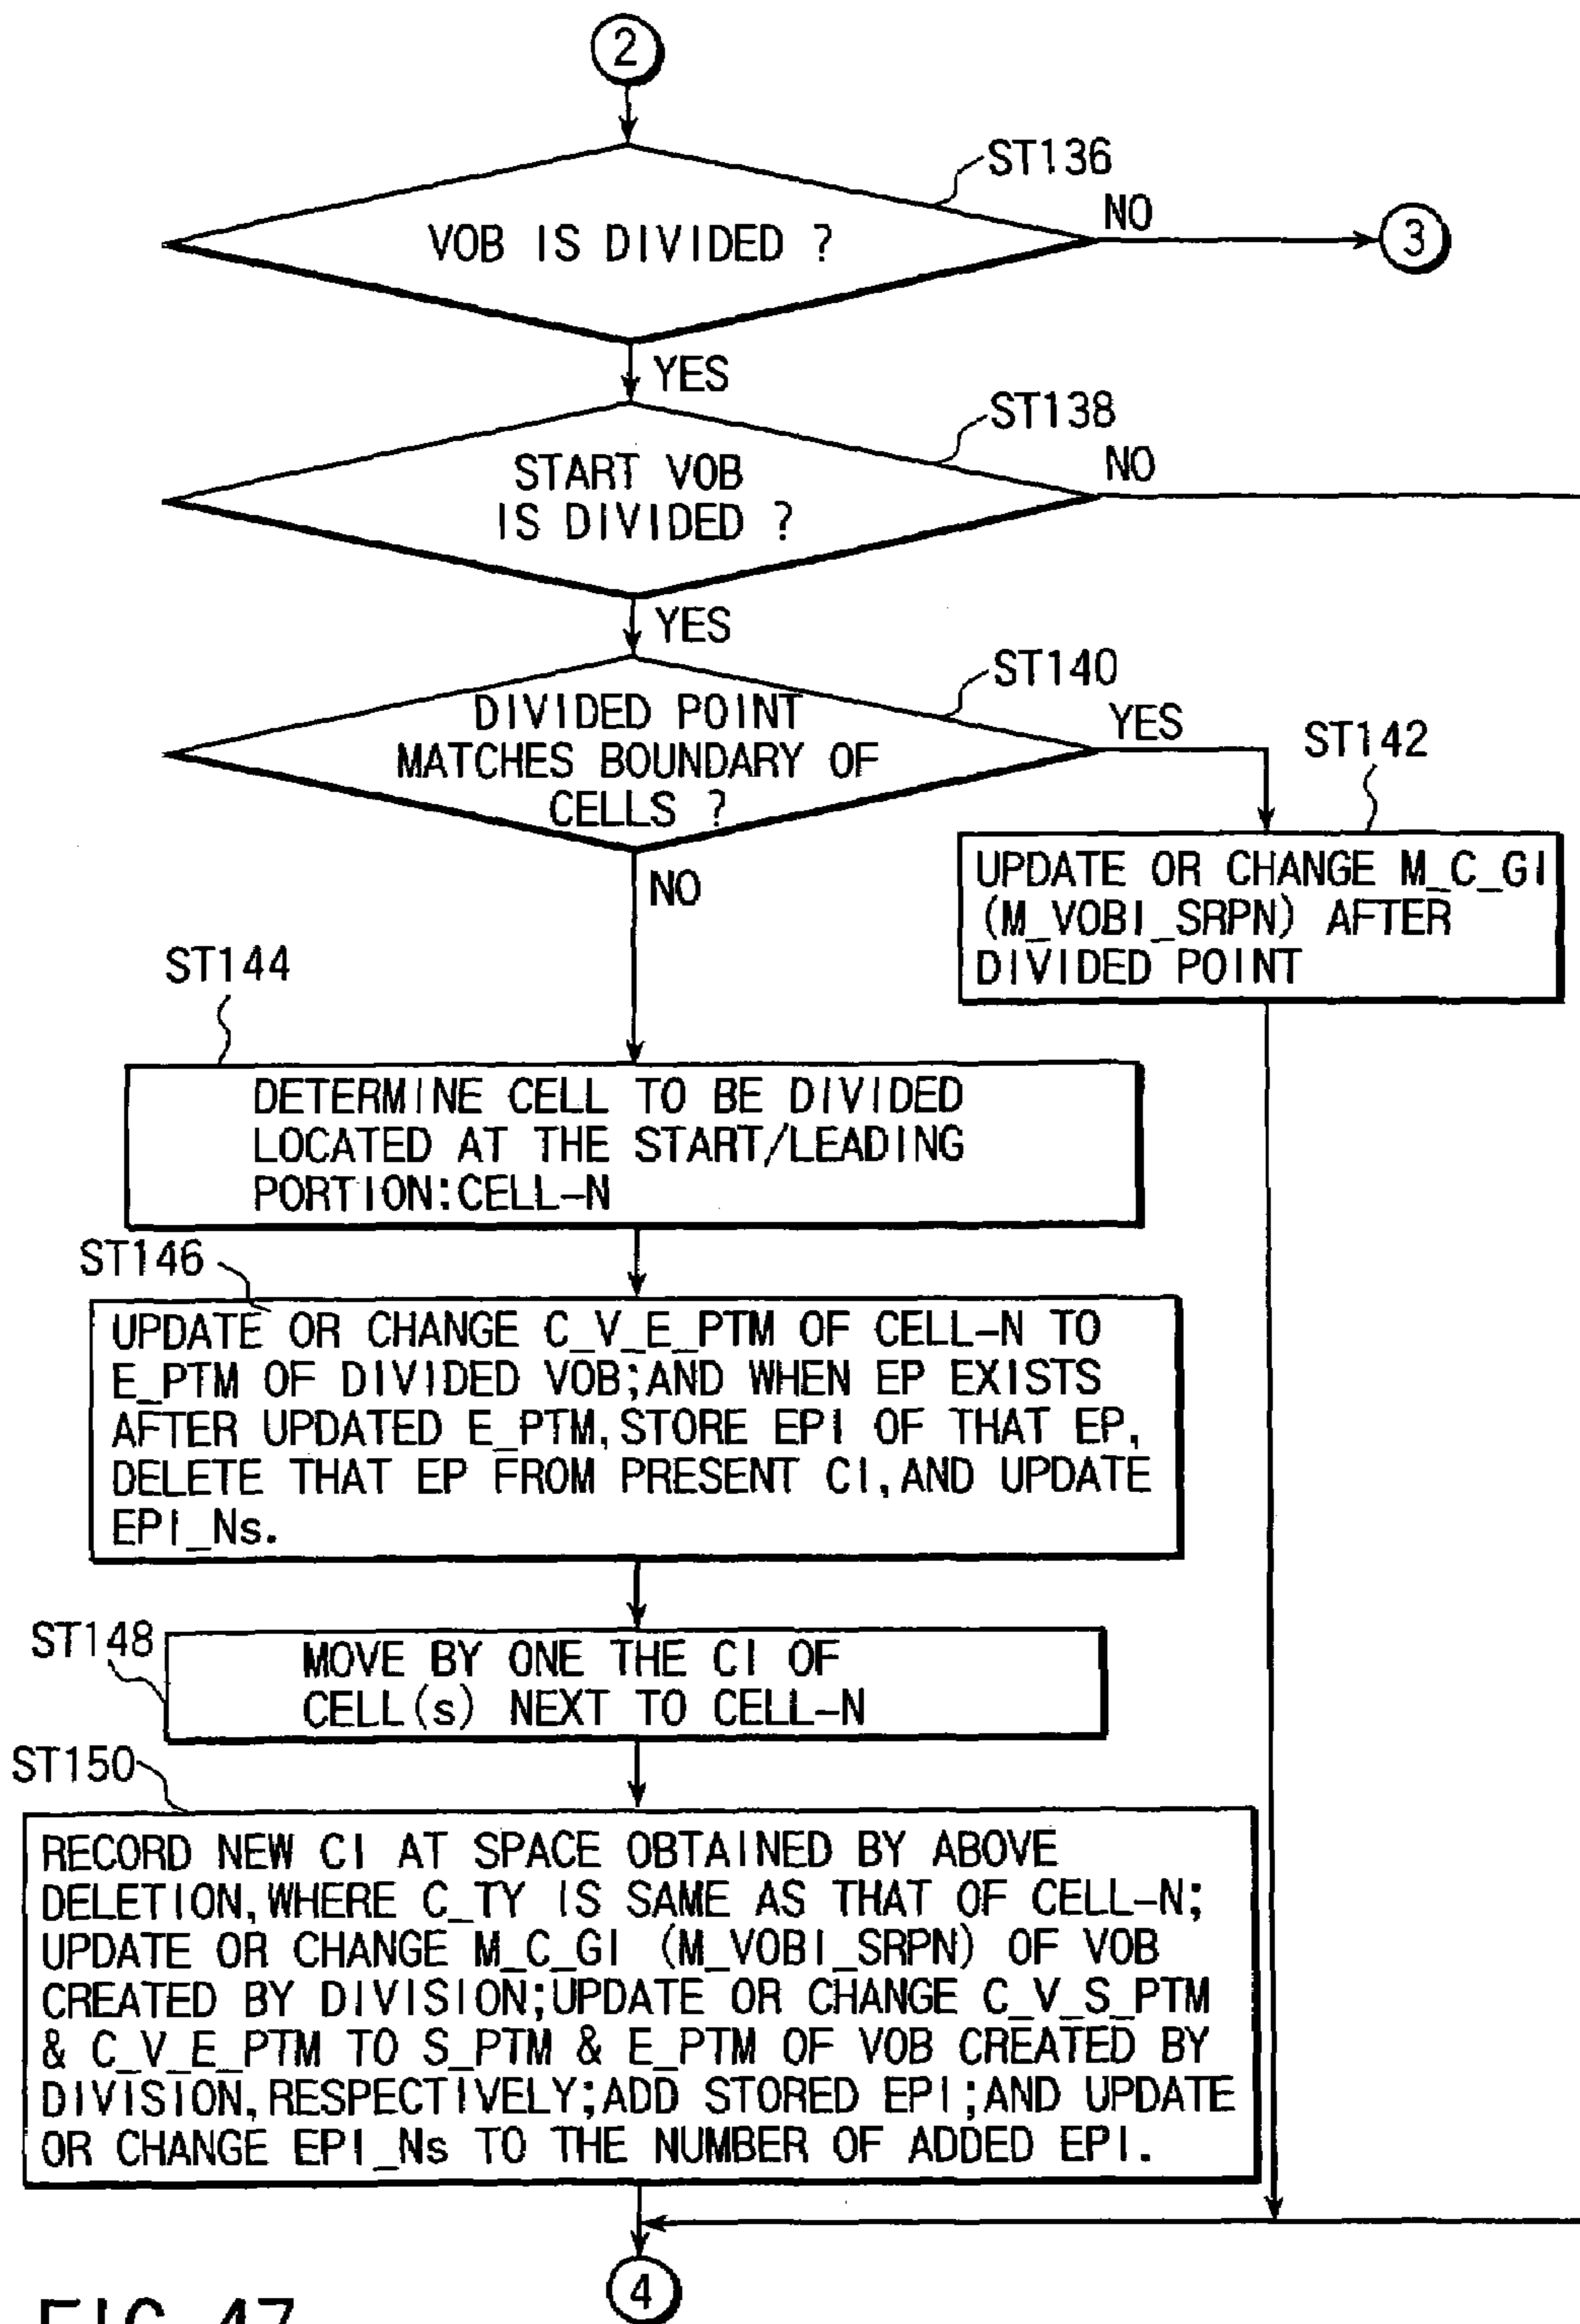 2
ST136
VOB IS DIVIDED ?
NO
3
YES
ST138
START VOB
IS DIVIDED ?
NO
YES
ST140
DIVIDED POINT
MATCHES BOUNDARY OF
CELLS ?
YES
ST142
UPDATE OR CHANGE M_C_GI
(M_VOBI_SRPN) AFTER
DIVIDED POINT
NO
ST144
DETERMINE CELL TO BE DIVIDED
LOCATED AT THE START/LEADING
PORTION:CELL-N
ST146
UPDATE OR CHANGE C_V_E_PTM OF CELL-N TO
E_PTM OF DIVIDED VOB;AND WHEN EP EXISTS
AFTER UPDATED E_PTM,STORE EPI OF THAT EP,
DELETE THAT EP FROM PRESENT CI,AND UPDATE
EPI_Ns.
ST148
MOVE BY ONE THE CI OF
CELL(s) NEXT TO CELL-N
ST150
RECORD NEW CI AT SPACE OBTAINED BY ABOVE
DELETION,WHERE C_TY IS SAME AS THAT OF CELL-N;
UPDATE OR CHANGE M_C_GI (M_VOBI_SRPN) OF VOB
CREATED BY DIVISION;UPDATE OR CHANGE C_V_S_PTM
& C_V_E_PTM TO S_PTM & E_PTM OF VOB CREATED BY
DIVISION,RESPECTIVELY;ADD STORED EPI;AND UPDATE
OR CHANGE EPI_Ns TO THE NUMBER OF ADDED EPI.
4
FIG.47